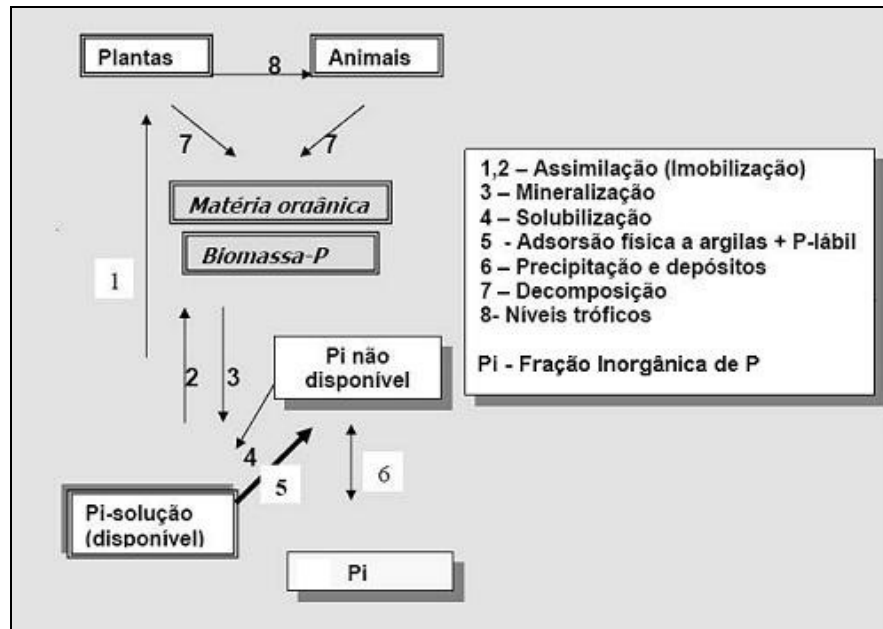 Plantas
8
Animais
7
7
Matéria orgânica
Biomassa-P
1
2
3
Pi não
disponível
4
5
6
Pi-solução
(disponível)
Pi
1,2 – Assimilação (Imobilização)
3 – Mineralização
4 – Solubilização
5 - Adsorsão física a argilas + P-lábil
6 – Precipitação e depósitos
7 – Decomposição
8- Níveis tróficos
Pi - Fração Inorgânica de P